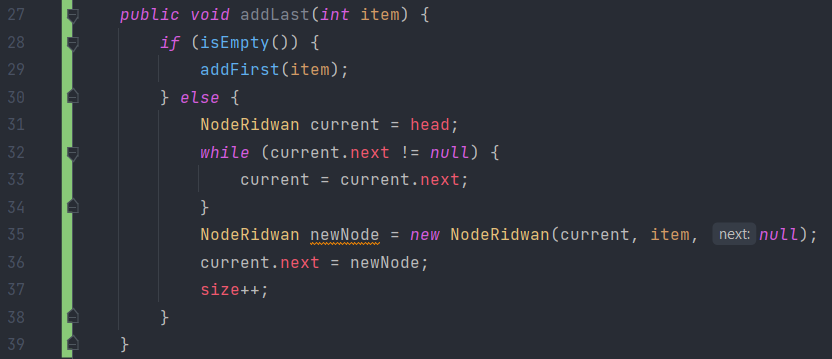 27 public void addLast(int item) {
28 if (isEmpty()) {
29 addFirst(item);
30 } else {
31 NodeRidwan current = head;
32 while (current.next != null) {
33 current = current.next;
34 }
35 NodeRidwan newNode = new NodeRidwan(current, item, next: null);
36 current.next = newNode;
37 size++;
38 }
39 }